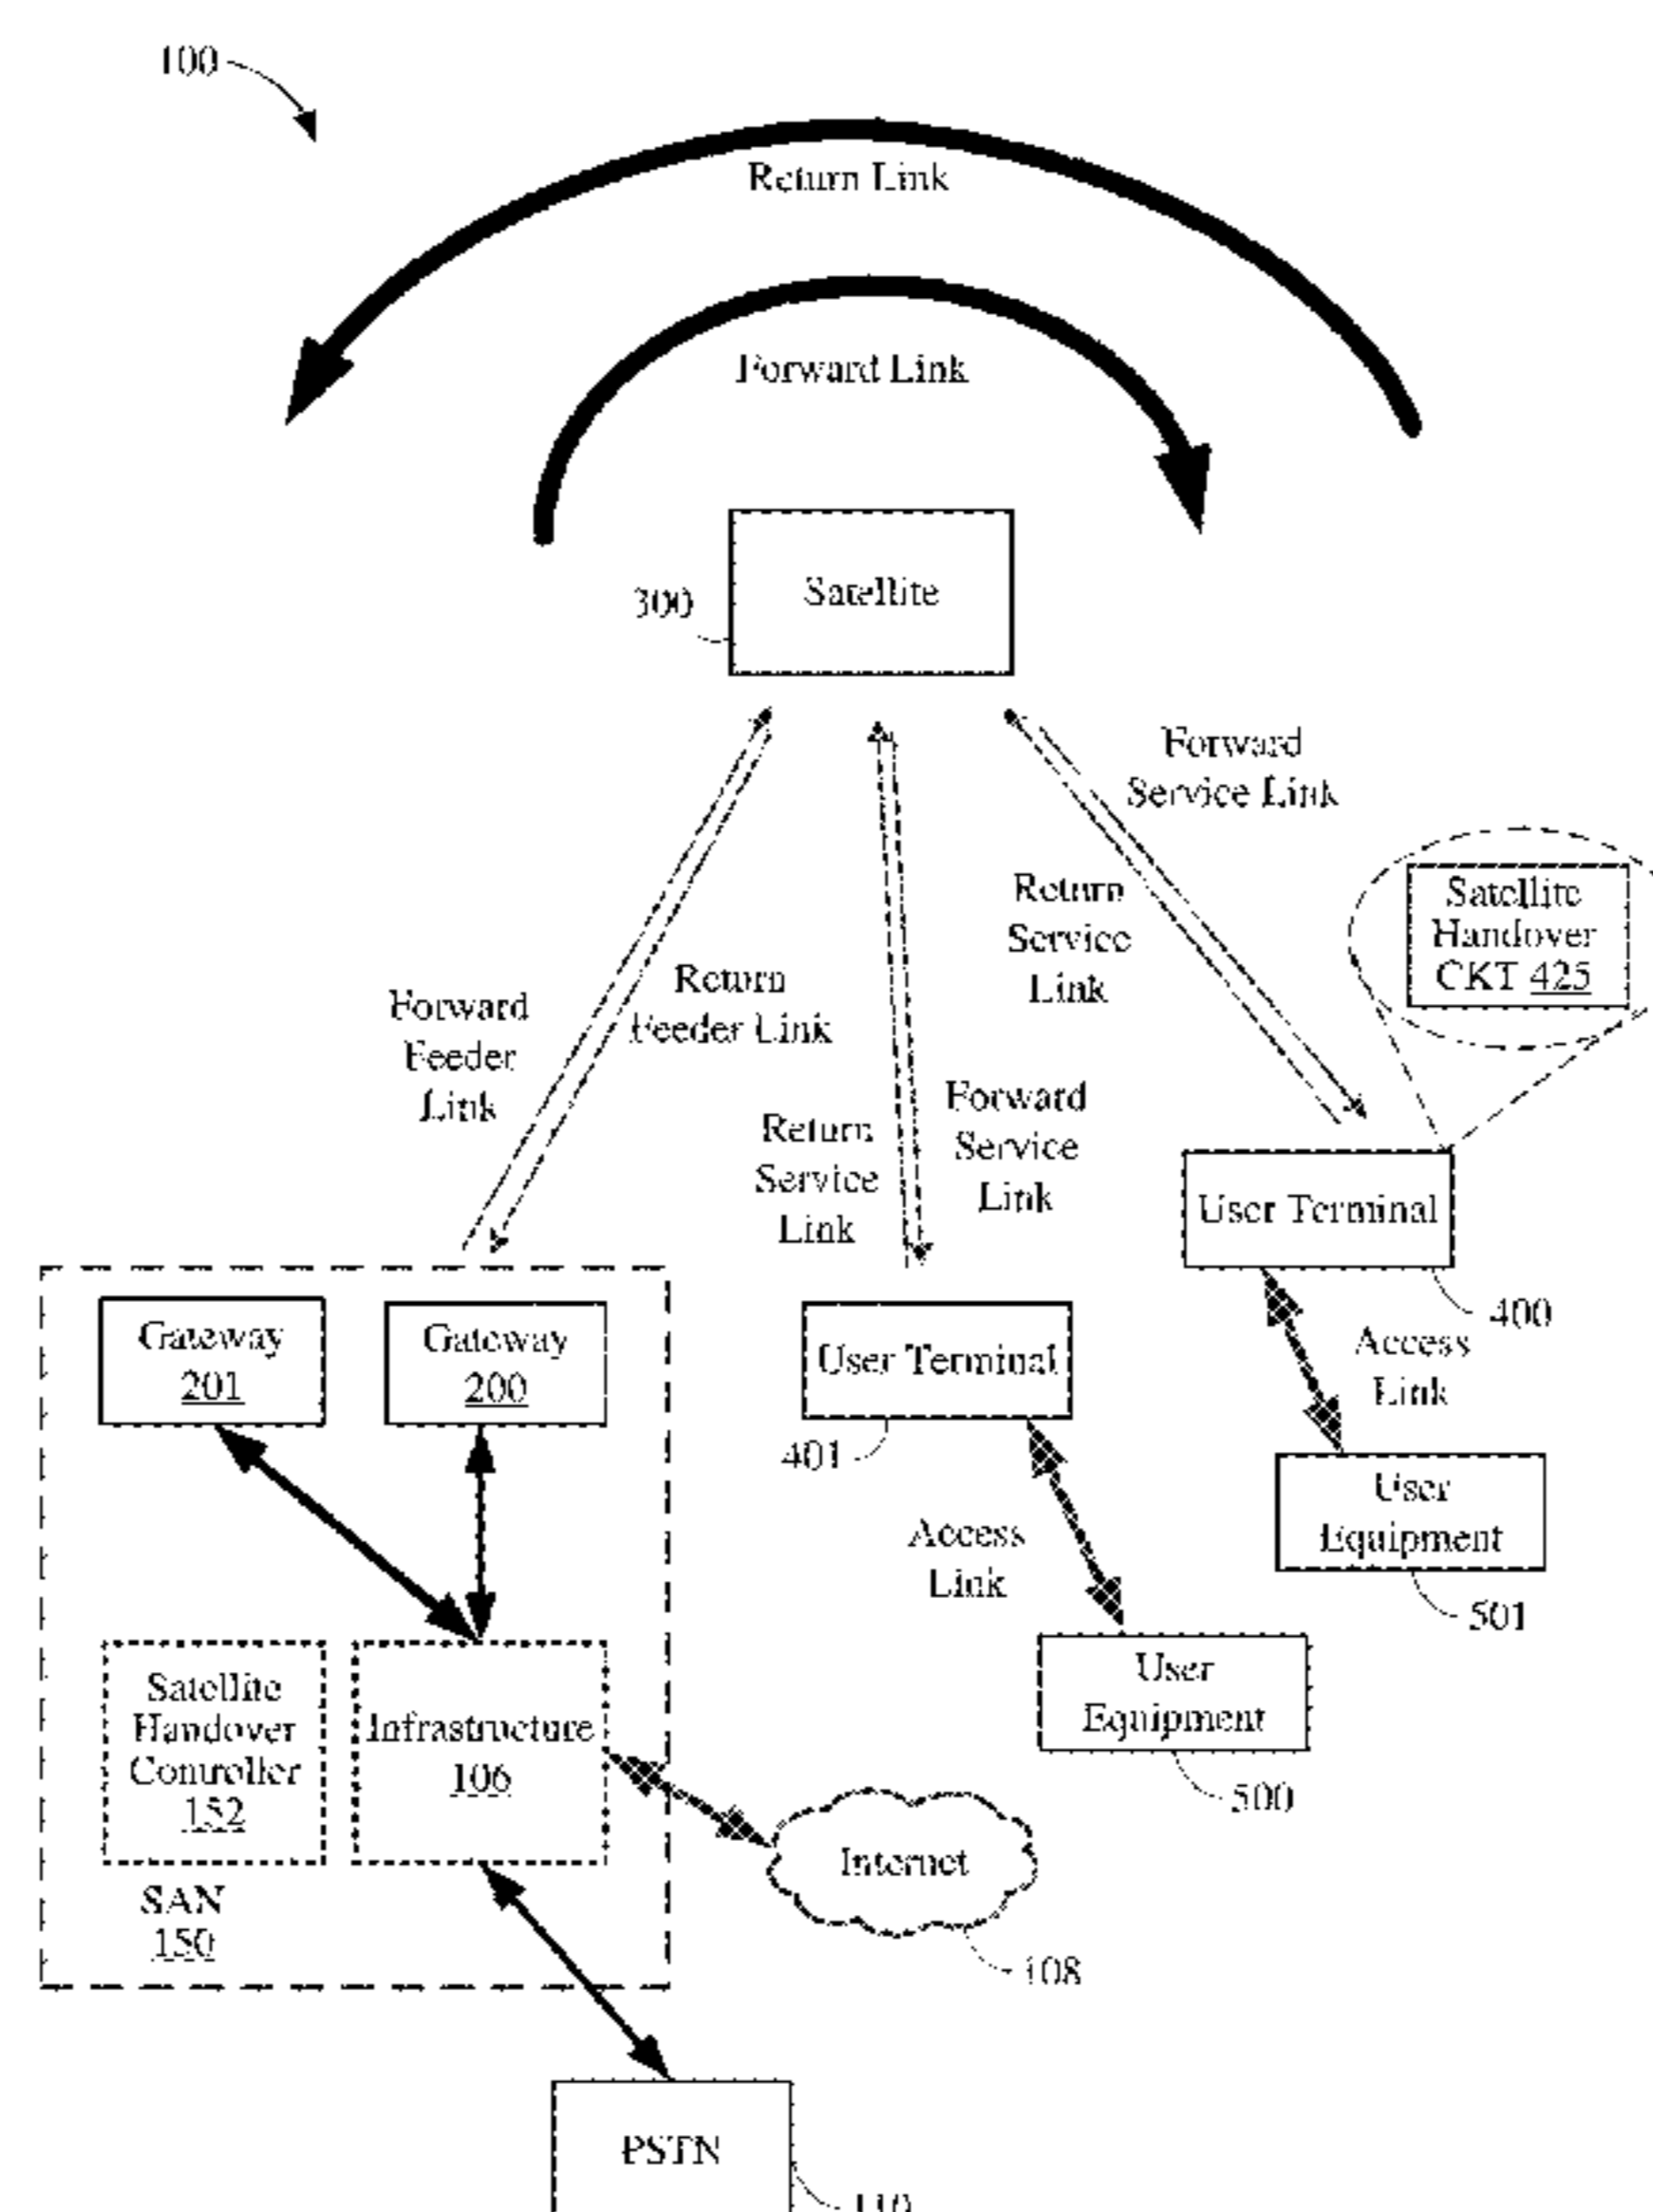 100
Return Link
Forward Link
Satellite
300
Forward
Service Link
Return
Service
Link
Satellite
Handover
CKT 425
Forward
Feeder
Link
Return
Feeder Link
Return
Service
Link
Forward
Service
Link
User Terminal
400
Gateway
201
Gateway
200
User Terminal
401
Access
Link
User
Equipment
501
Access
Link
User
Equipment
500
Satellite
Handover
Controller
152
Infrastructure
106
SAN
150
Internet
108
PSTN
110